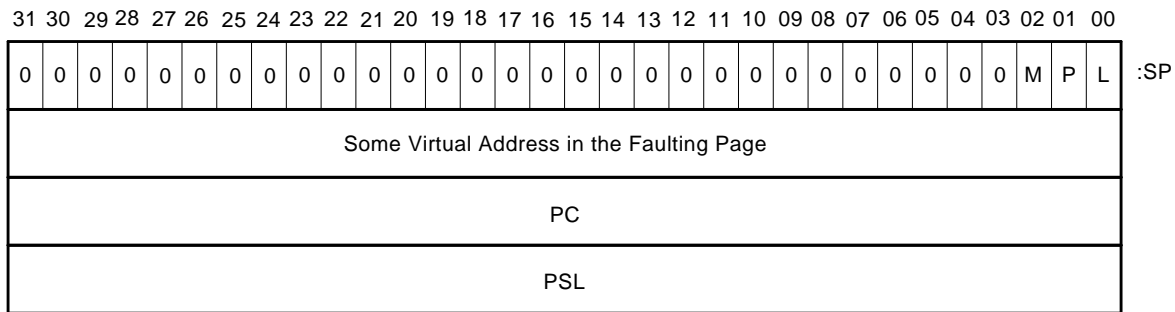 31 30 29 28 27 26 25 24 23 22 21 20 19 18 17 16 15 14 13 12 11 10 09 08 07 06 05 04 03 02 01 00
0 0 0 0 0 0 0 0 0 0 0 0 0 0 0 0 0 0 0 0 0 0 0 0 0 0 0 0 0 M P L :SP
Some Virtual Address in the Faulting Page
PC
PSL